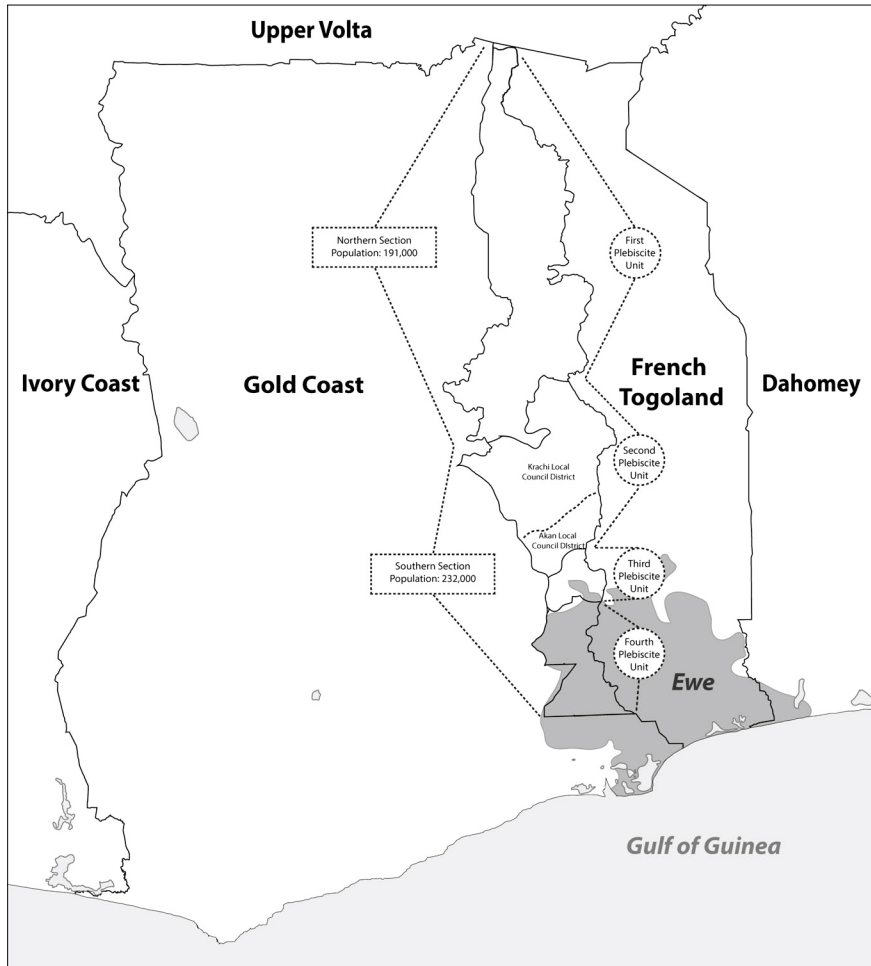 Upper Volta
Northern Section
Population: 191,000
First
Plebiscite
Unit
Ivory Coast
Gold Coast
French
Togoland
Dahomey
Krachi Local
Council District
Second
Plebiscite
Unit
Akan Local
Council District
Southern Section
Population: 232,000
Third
Plebiscite
Unit
Fourth
Plebiscite
Unit
Ewe
Gulf of Guinea